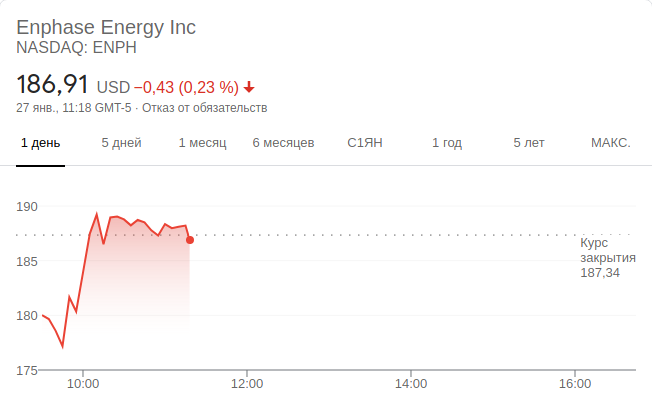 Enphase Energy Inc
NASDAQ: ENPH
186,91 USD −0,43 (0,23 %)
27 янв., 11:18 GMT-5 · Отказ от обязательств
1 день 5 дней 1 месяц 6 месяцев С1ЯН 1 год 5 лет МАКС.
190
Курс
закрытия
187,34
185
180
175
10:00 12:00 14:00 16:00